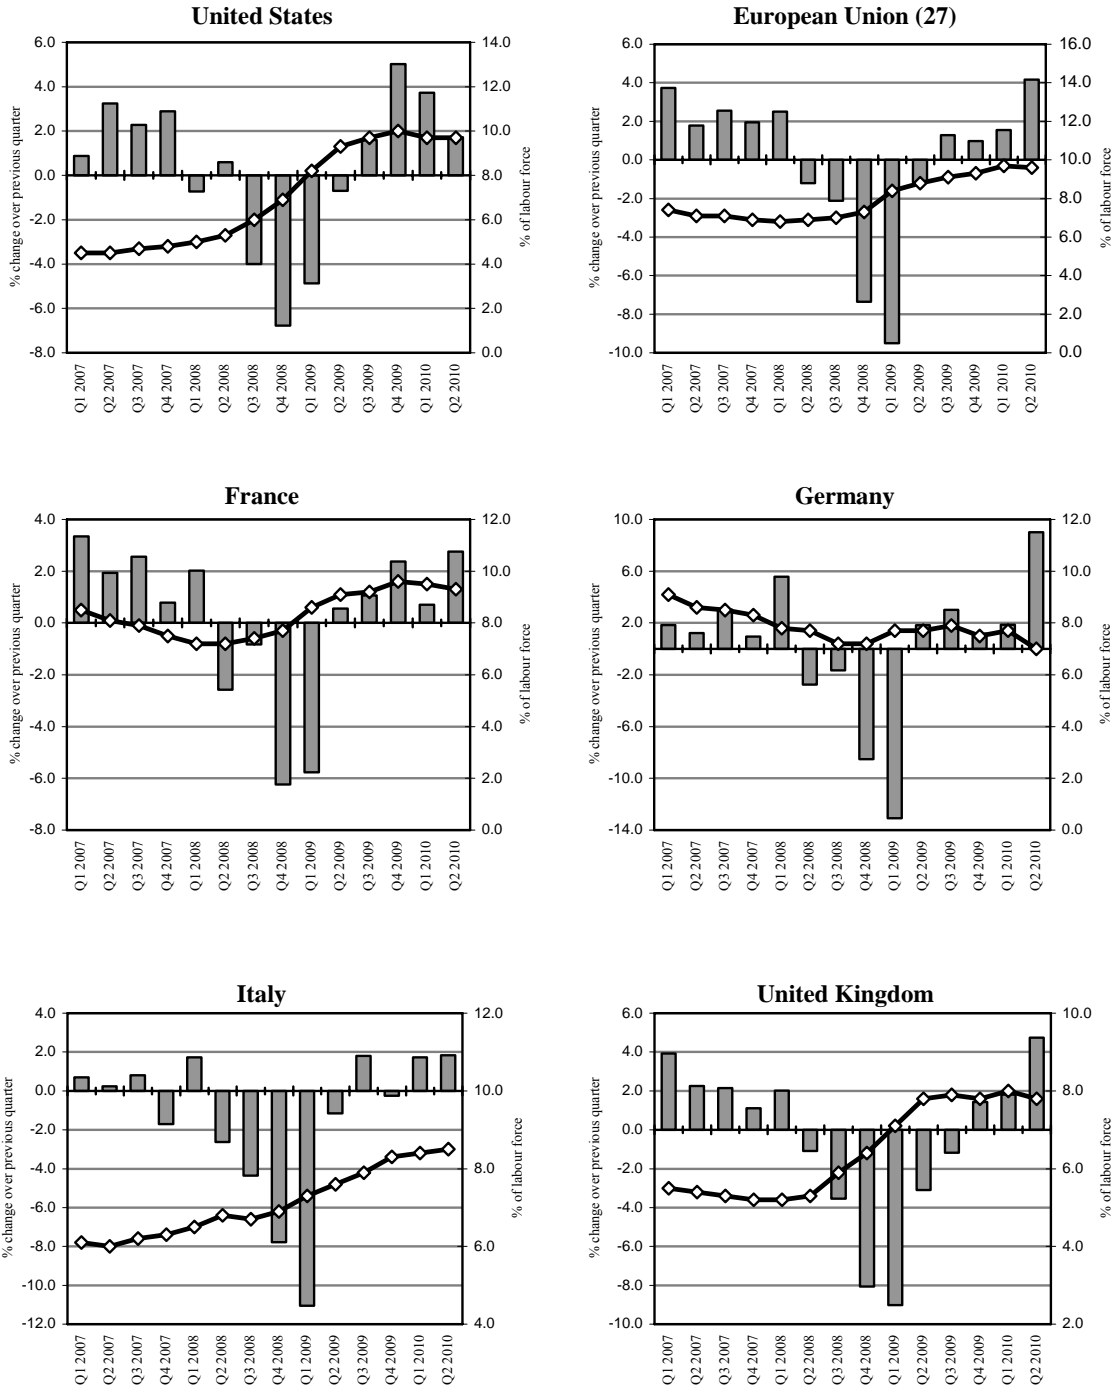 United States
% change over previous quarter
6.0
4.0
2.0
0.0
-2.0
-4.0
-6.0
-8.0
14.0
12.0
10.0
8.0
6.0
4.0
2.0
0.0
% of labour force
Q1 2007
Q2 2007
Q3 2007
Q4 2007
Q1 2008
Q2 2008
Q3 2008
Q4 2008
Q1 2009
Q2 2009
Q3 2009
Q4 2009
Q1 2010
Q2 2010
European Union (27)
% change over previous quarter
6.0
4.0
2.0
0.0
-2.0
-4.0
-6.0
-8.0
-10.0
16.0
14.0
12.0
10.0
8.0
6.0
4.0
2.0
0.0
% of labour force
Q1 2007
Q2 2007
Q3 2007
Q4 2007
Q1 2008
Q2 2008
Q3 2008
Q4 2008
Q1 2009
Q2 2009
Q3 2009
Q4 2009
Q1 2010
Q2 2010
France
% change over previous quarter
4.0
2.0
0.0
-2.0
-4.0
-6.0
-8.0
12.0
10.0
8.0
6.0
4.0
2.0
0.0
% of labour force
Q1 2007
Q2 2007
Q3 2007
Q4 2007
Q1 2008
Q2 2008
Q3 2008
Q4 2008
Q1 2009
Q2 2009
Q3 2009
Q4 2009
Q1 2010
Q2 2010
Germany
% change over previous quarter
10.0
6.0
2.0
-2.0
-6.0
-10.0
-14.0
12.0
10.0
8.0
6.0
4.0
2.0
0.0
% of labour force
Q1 2007
Q2 2007
Q3 2007
Q4 2007
Q1 2008
Q2 2008
Q3 2008
Q4 2008
Q1 2009
Q2 2009
Q3 2009
Q4 2009
Q1 2010
Q2 2010
Italy
% change over previous quarter
4.0
2.0
0.0
-2.0
-4.0
-6.0
-8.0
-10.0
-12.0
12.0
10.0
8.0
6.0
4.0
% of labour force
Q1 2007
Q2 2007
Q3 2007
Q4 2007
Q1 2008
Q2 2008
Q3 2008
Q4 2008
Q1 2009
Q2 2009
Q3 2009
Q4 2009
Q1 2010
Q2 2010
United Kingdom
% change over previous quarter
6.0
4.0
2.0
0.0
-2.0
-4.0
-6.0
-8.0
-10.0
10.0
8.0
6.0
4.0
2.0
% of labour force
Q1 2007
Q2 2007
Q3 2007
Q4 2007
Q1 2008
Q2 2008
Q3 2008
Q4 2008
Q1 2009
Q2 2009
Q3 2009
Q4 2009
Q1 2010
Q2 2010